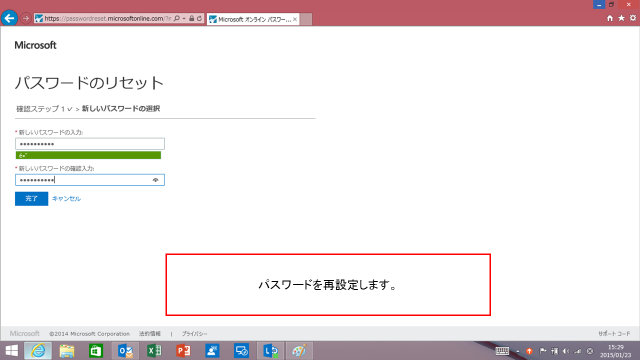 https://passwordreset.microsoftonline.com/?r
Microsoft オンライン パスワー...
Microsoft
パスワードのリセット
確認ステップ 1 ✓ > 新しいパスワードの選択
* 新しいパスワードの入力:
* 新しいパスワードの確認入力:
完了 キャンセル
パスワードを再設定します。
Microsoft ©2014 Microsoft Corporation 法的情報 | プライバシー サポート コード
15:29
2015/01/23